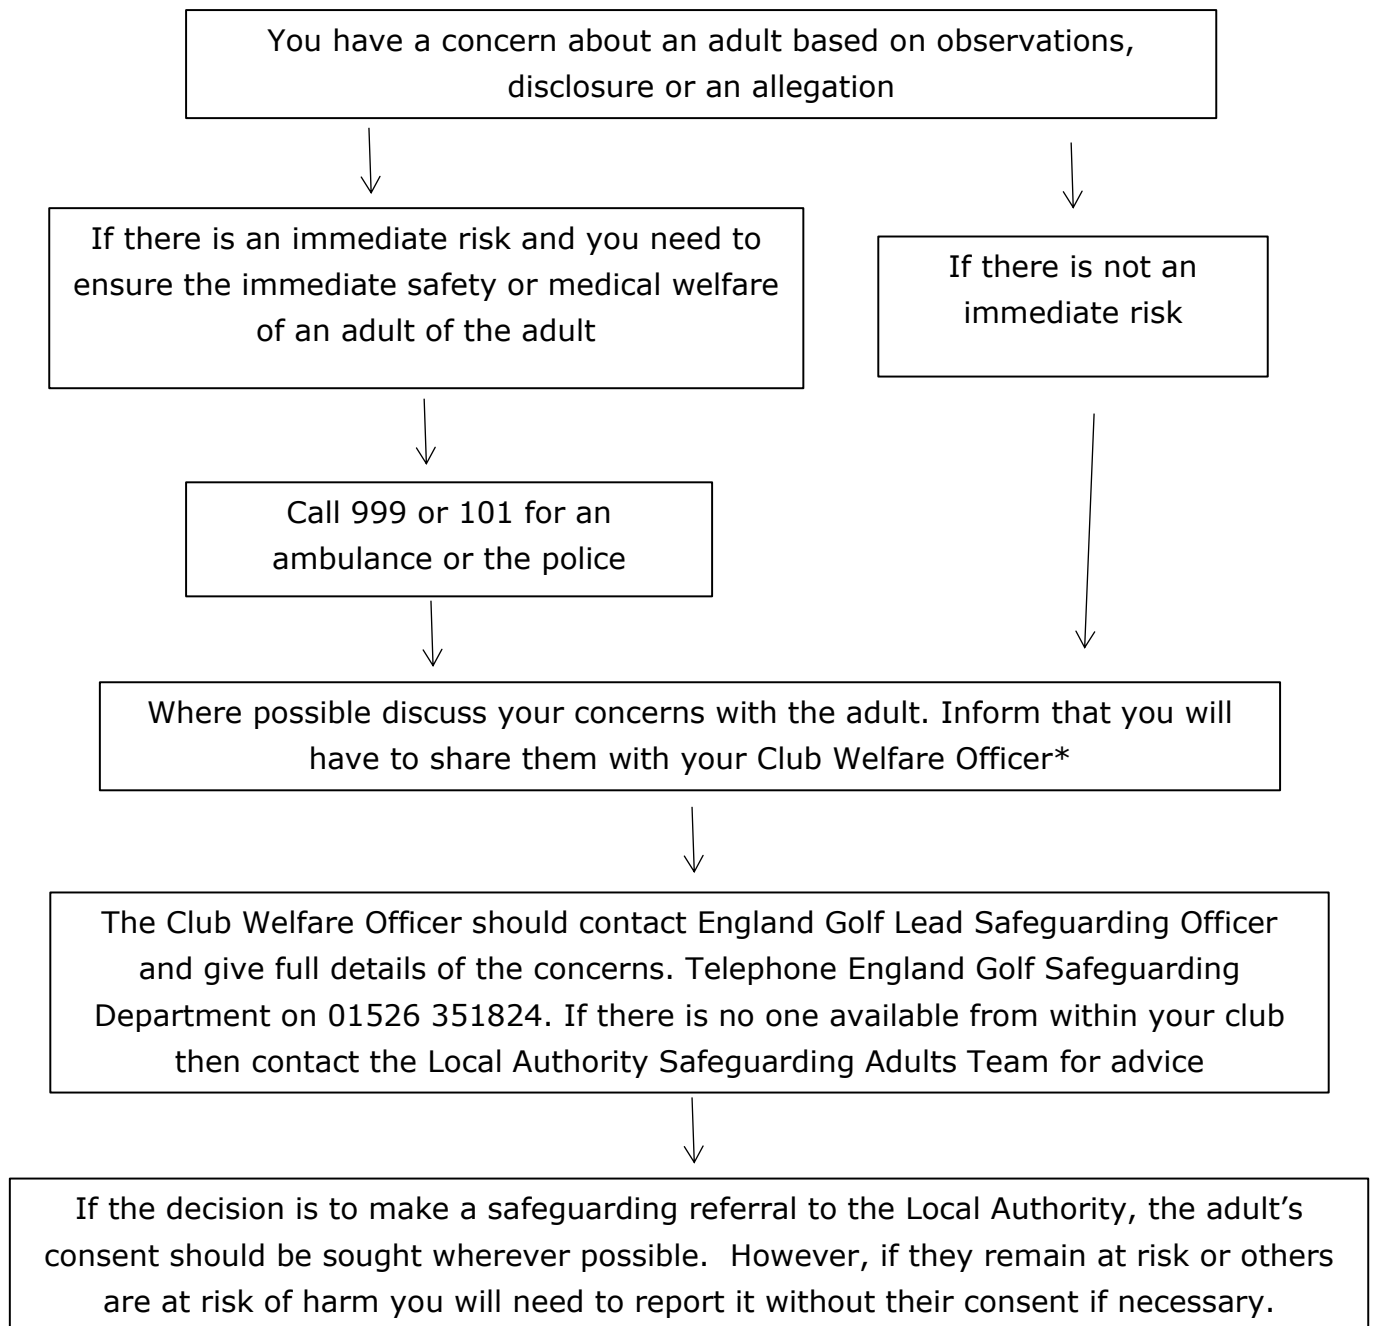 You have a concern about an adult based on observations,
disclosure or an allegation
If there is an immediate risk and you need to
ensure the immediate safety or medical welfare
of an adult of the adult
If there is not an
immediate risk
Call 999 or 101 for an
ambulance or the police
Where possible discuss your concerns with the adult. Inform that you will
have to share them with your Club Welfare Officer*
The Club Welfare Officer should contact England Golf Lead Safeguarding Officer
and give full details of the concerns. Telephone England Golf Safeguarding
Department on 01526 351824. If there is no one available from within your club
then contact the Local Authority Safeguarding Adults Team for advice
If the decision is to make a safeguarding referral to the Local Authority, the adult’s
consent should be sought wherever possible.  However, if they remain at risk or others
are at risk of harm you will need to report it without their consent if necessary.